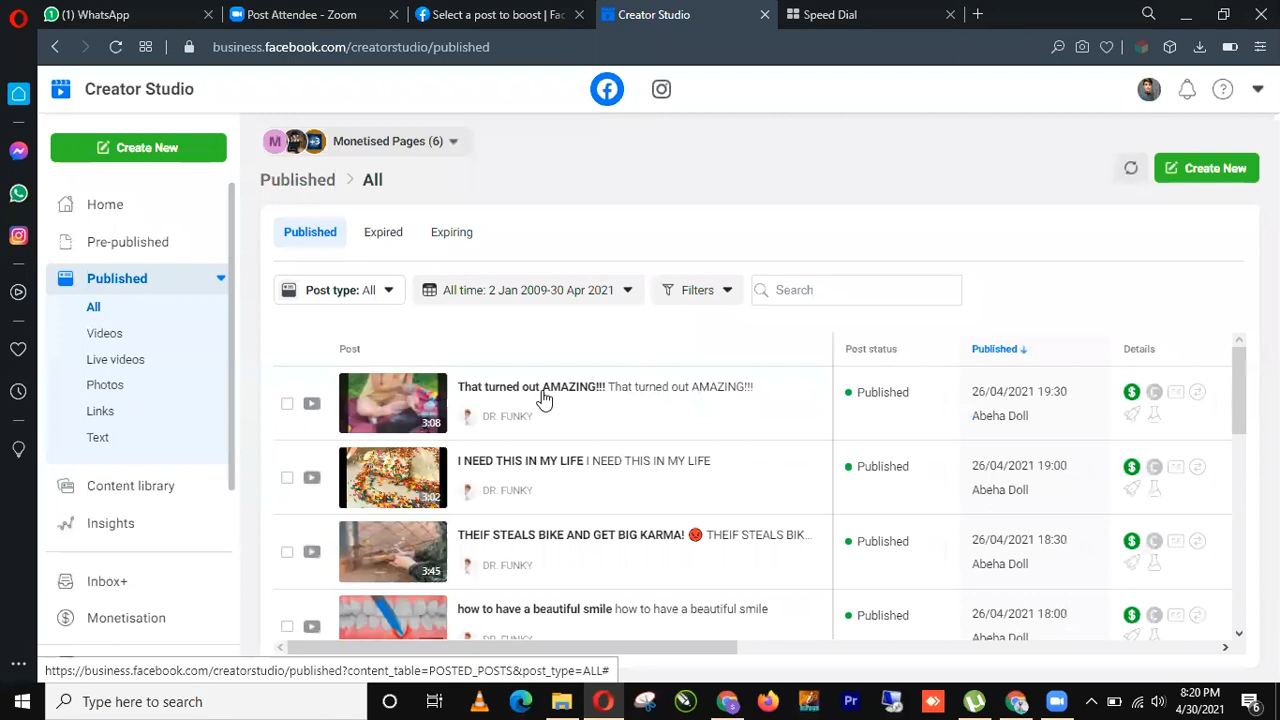 (1) WhatsApp
Post Attendee - Zoom
Select a post to boost | Fac
Creator Studio
Speed Dial
business.facebook.com/creatorstudio/published
Creator Studio
Create New
Monetised Pages (6)
M
+3
Published > All
Create New
Home
Pre-published
Published
All
Videos
Live videos
Photos
Links
Text
Content library
Insights
Inbox+
Monetisation
Published Expired Expiring
Post type: All
All time: 2 Jan 2009-30 Apr 2021
Filters
Search
Post
Post status
Published
Details
3:08
That turned out AMAZING!!! That turned out AMAZING!!!
DR. FUNKY
Published
26/04/2021 19:30
Abeha Doll
3:02
I NEED THIS IN MY LIFE I NEED THIS IN MY LIFE
DR. FUNKY
Published
26/04/2021 19:00
Abeha Doll
3:45
THEIF STEALS BIKE AND GET BIG KARMA! 😡 THEIF STEALS BIK...
DR. FUNKY
Published
26/04/2021 18:30
Abeha Doll
how to have a beautiful smile how to have a beautiful smile
DR. FUNKY
Published
26/04/2021 18:00
Abeha Doll
https://business.facebook.com/creatorstudio/published?content_table=POSTED_POSTS&post_type=ALL#
Type here to search
Pr
8:20 PM
4/30/2021
6